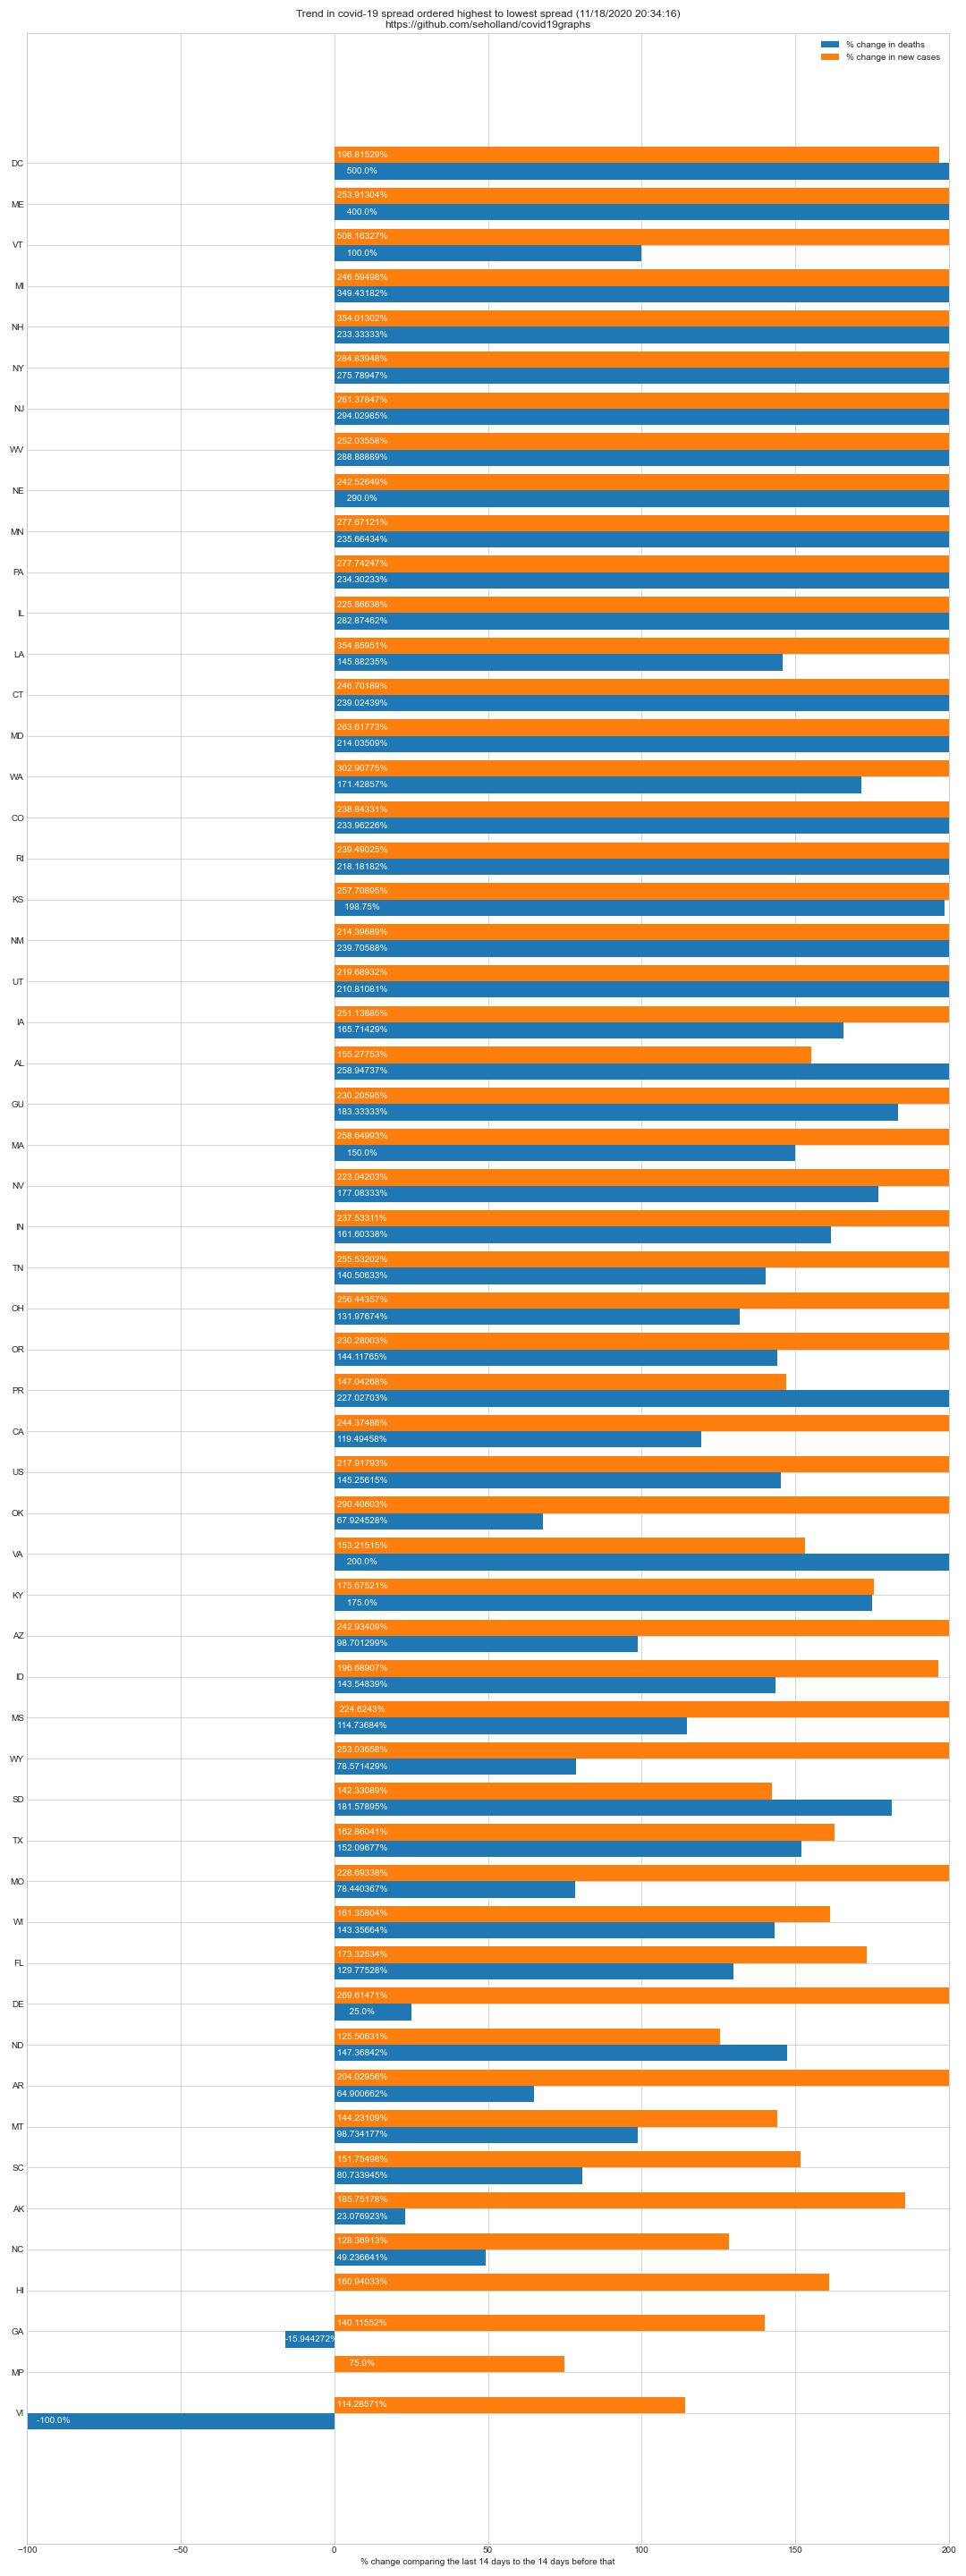 Trend in covid-19 spread ordered highest to lowest spread (11/18/2020 20:34:16)
https://github.com/seholland/covid19graphs
% change in deaths
% change in new cases
196.81529%
DC
500.0%
253.91304%
ME
400.0%
508.16327%
VT
100.0%
246.59498%
MI
349.43182%
354.01302%
NH
233.33333%
284.83948%
NY
275.78947%
261.37847%
NJ
294.02985%
252.03558%
WV
288.88889%
242.52649%
NE
290.0%
277.67121%
MN
235.66434%
277.74247%
PA
234.30233%
225.86638%
IL
282.87462%
354.85951%
LA
145.88235%
246.70189%
CT
239.02439%
263.61773%
MD
214.03509%
302.90775%
WA
171.42857%
238.84331%
CO
233.96226%
239.49025%
RI
218.18182%
257.70895%
KS
198.75%
214.39689%
NM
239.70588%
219.68932%
UT
210.81081%
251.13885%
IA
165.71429%
155.27753%
AL
258.94737%
230.20595%
GU
183.33333%
258.64993%
MA
150.0%
223.04203%
NV
177.08333%
237.53311%
IN
161.60338%
255.53202%
TN
140.50633%
256.44357%
OH
131.97674%
230.28003%
OR
144.11765%
147.04268%
PR
227.02703%
244.37486%
CA
119.49458%
217.91793%
US
145.25615%
290.40603%
OK
67.924528%
153.21515%
VA
200.0%
175.67521%
KY
175.0%
242.93409%
AZ
98.701299%
196.68907%
ID
143.54839%
224.6243%
MS
114.73684%
253.03658%
WY
78.571429%
142.33089%
SD
181.57895%
162.86041%
TX
152.09677%
228.69338%
MO
78.440367%
161.35804%
WI
143.35664%
173.32534%
FL
129.77528%
269.61471%
DE
25.0%
125.50631%
ND
147.36842%
204.02956%
AR
64.900662%
144.23109%
MT
98.734177%
151.75498%
SC
80.733945%
185.75178%
AK
23.076923%
128.36913%
NC
49.236641%
160.94033%
HI
140.11552%
GA
-15.944272%
75.0%
MP
114.28571%
VI
-100.0%
−100 −50 0 50 100 150 200
% change comparing the last 14 days to the 14 days before that